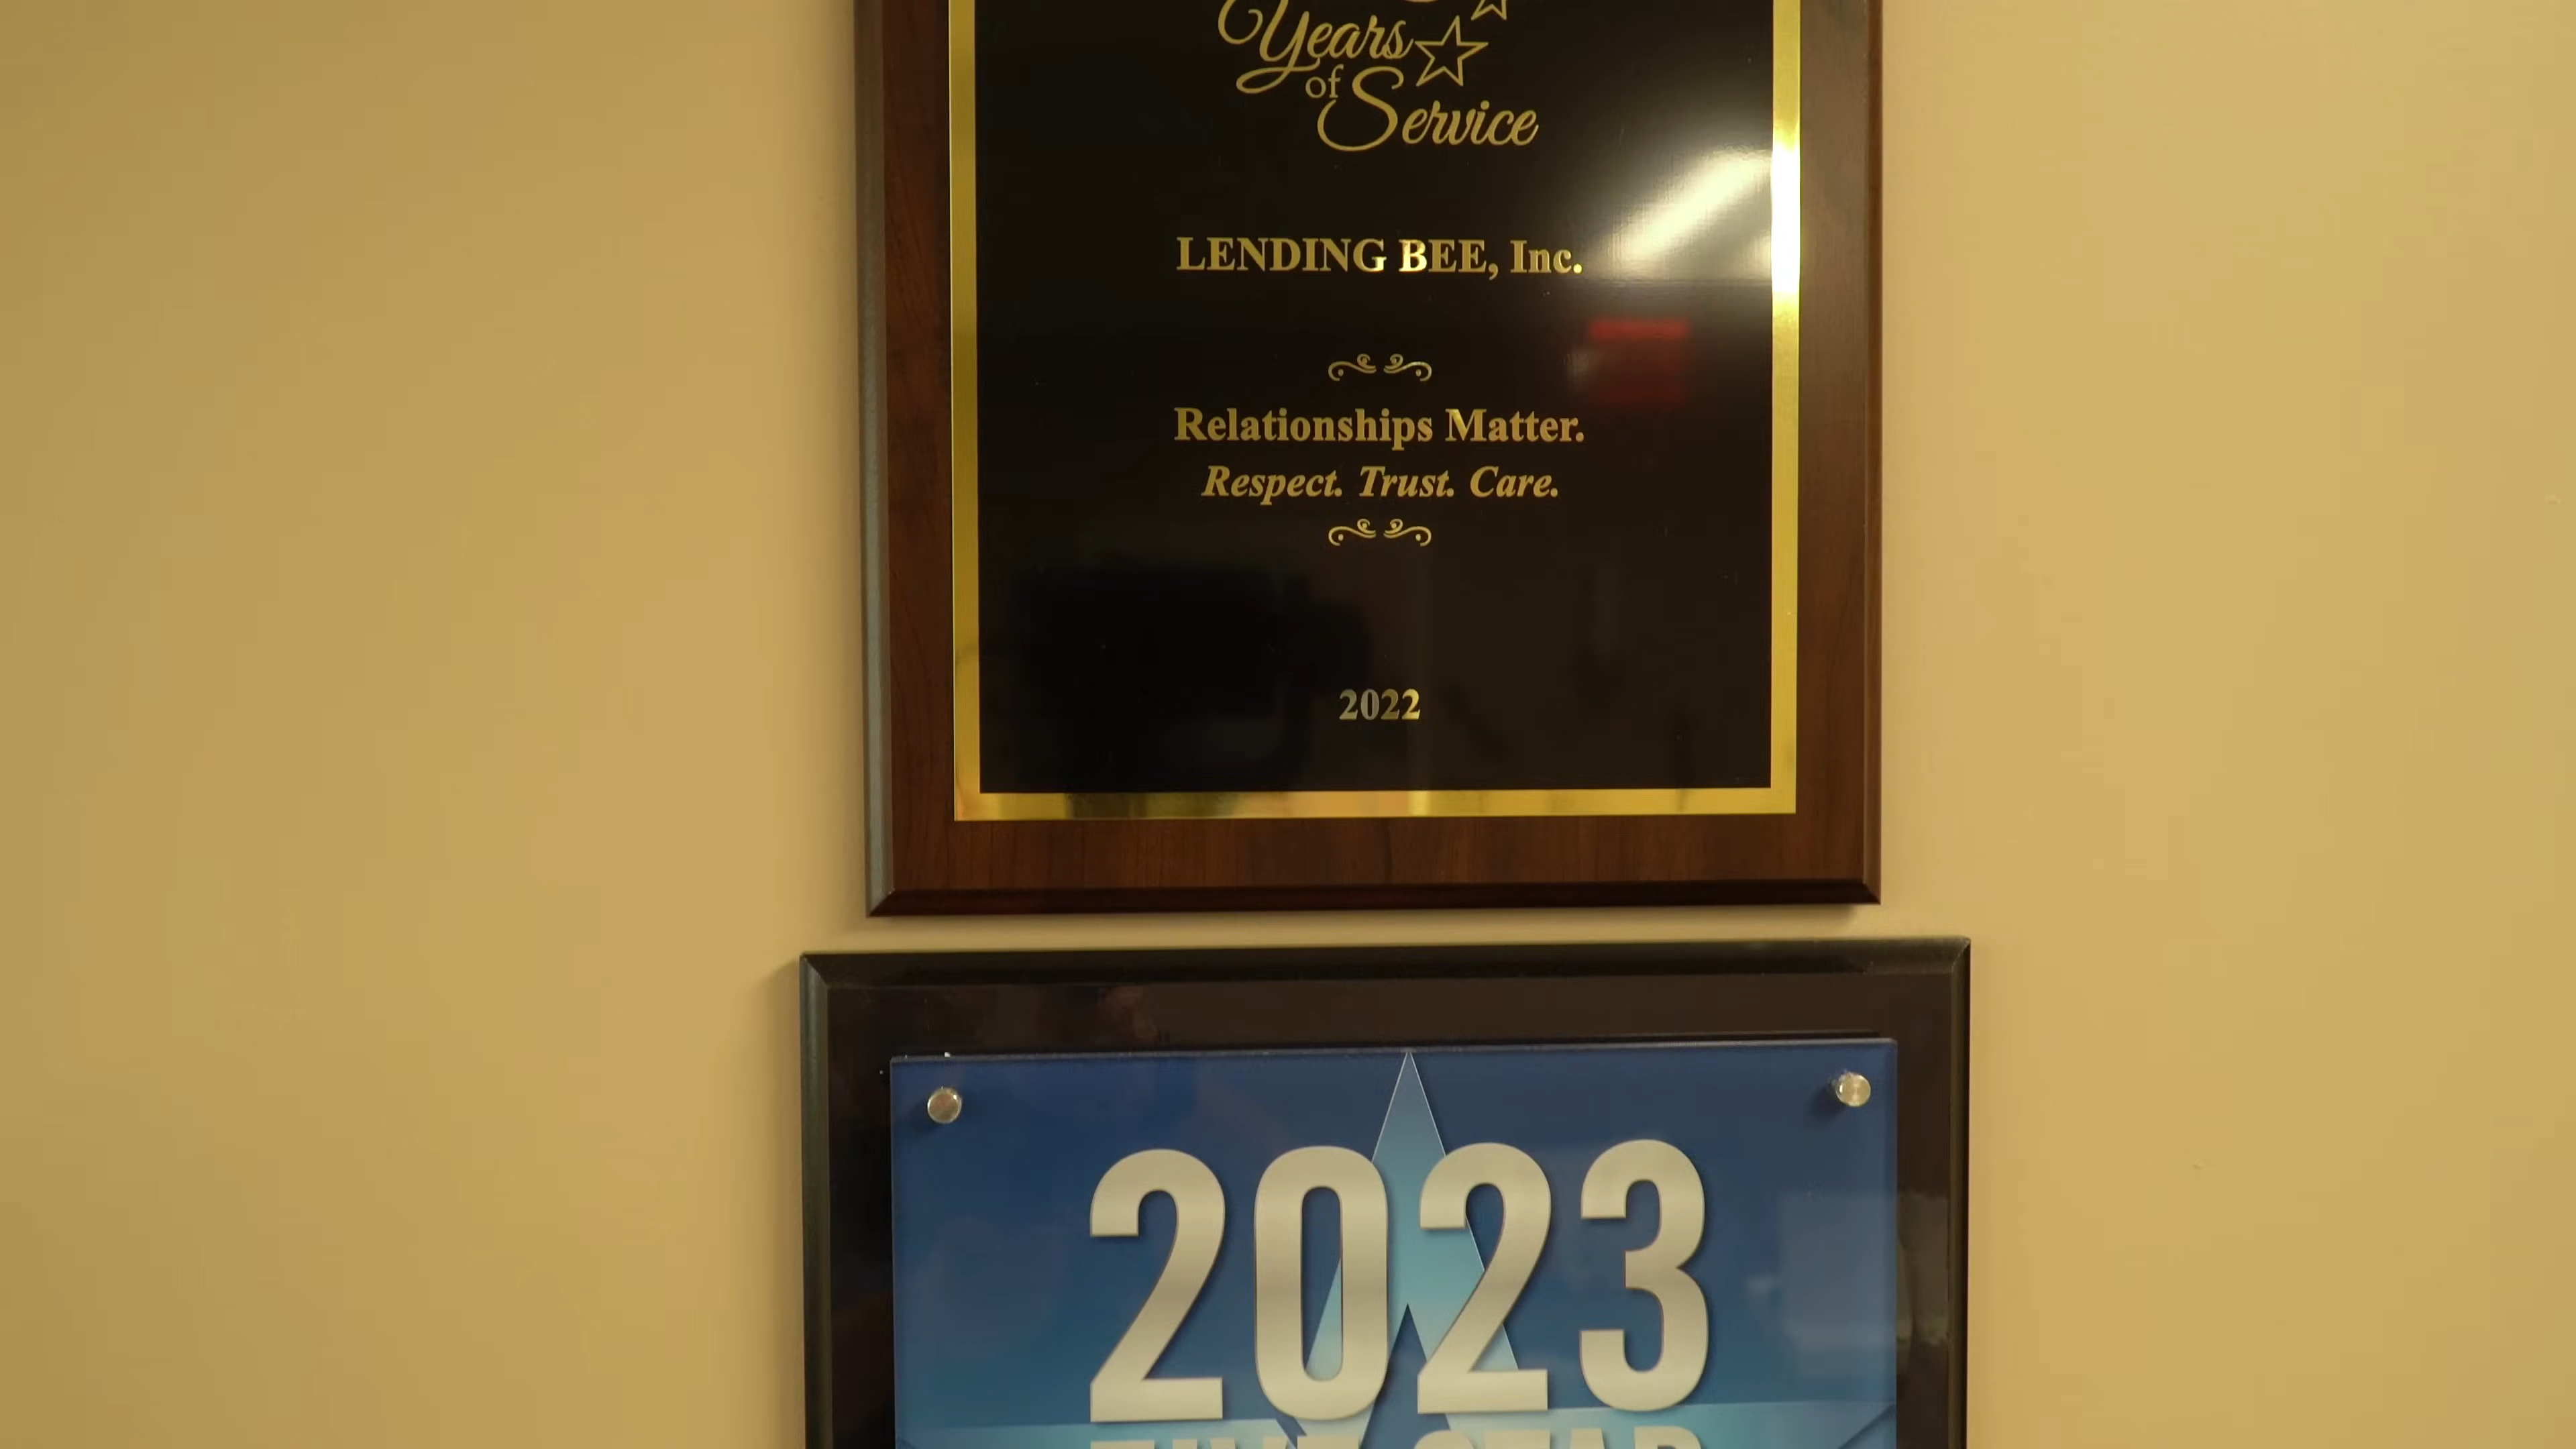 Years
of
Service
LENDING BEE, Inc.
Relationships Matter.
Respect. Trust. Care.
2022
2023